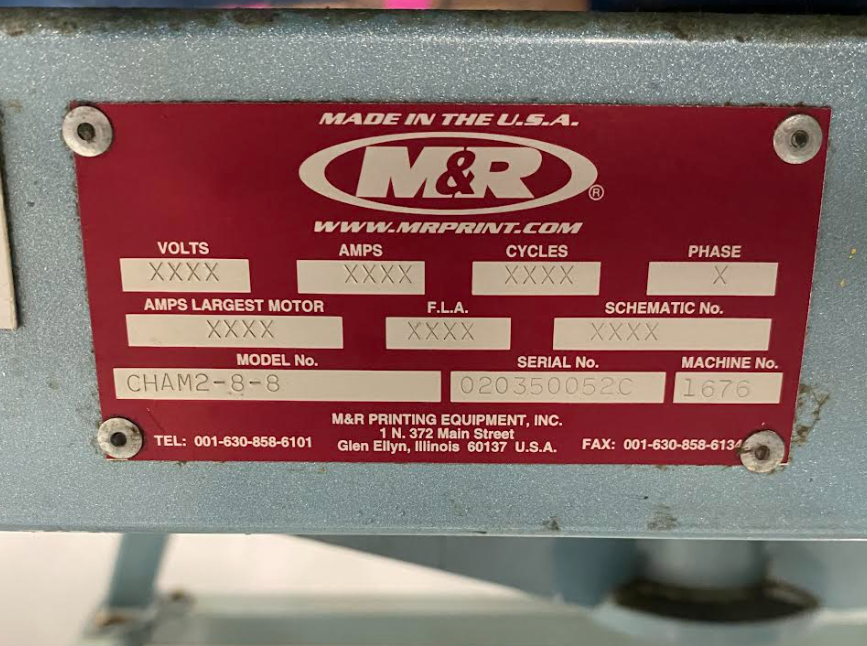 MADE IN THE U.S.A.
M&R®
WWW.MRPRINT.COM
VOLTS AMPS CYCLES PHASE
XXXX XXXX XXXX X
AMPS LARGEST MOTOR F.L.A. SCHEMATIC No.
XXXX XXXX XXXX
MODEL No. SERIAL No. MACHINE No.
CHAM2-8-8 020350052C 1676
M&R PRINTING EQUIPMENT, INC.
1 N. 372 Main Street
TEL: 001-630-858-6101 Glen Ellyn, Illinois 60137 U.S.A. FAX: 001-630-858-6134